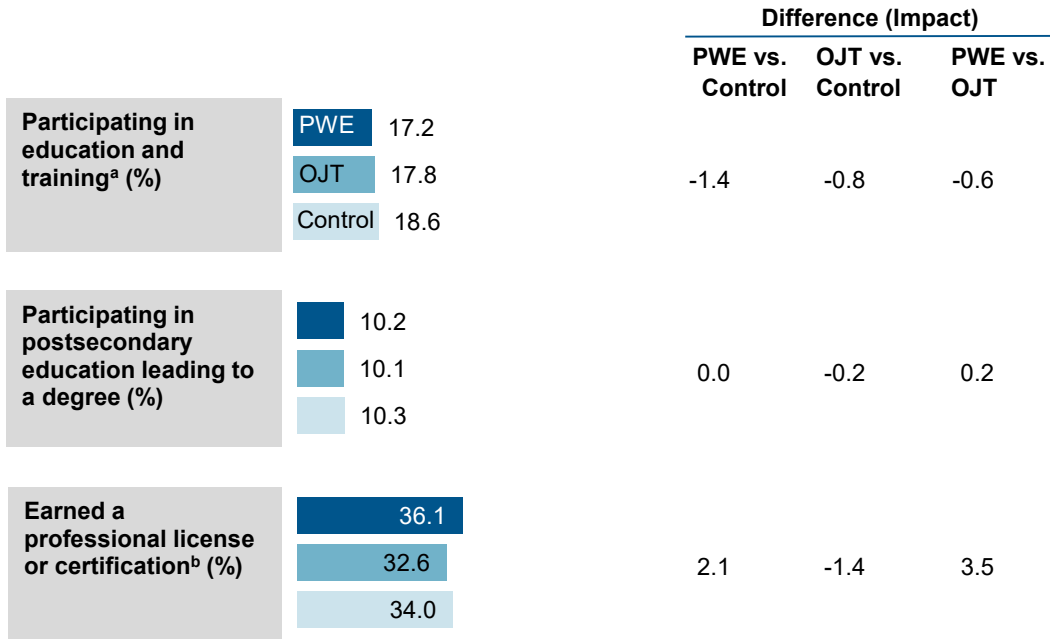 Difference (Impact)
PWE vs. OJT vs. PWE vs.
Control Control OJT
Participating in
education and
trainingᵃ (%)
PWE 17.2
OJT 17.8
Control 18.6
-1.4 -0.8 -0.6
Participating in
postsecondary
education leading to
a degree (%)
10.2
10.1
10.3
0.0 -0.2 0.2
Earned a
professional license
or certificationᵇ (%)
36.1
32.6
34.0
2.1 -1.4 3.5